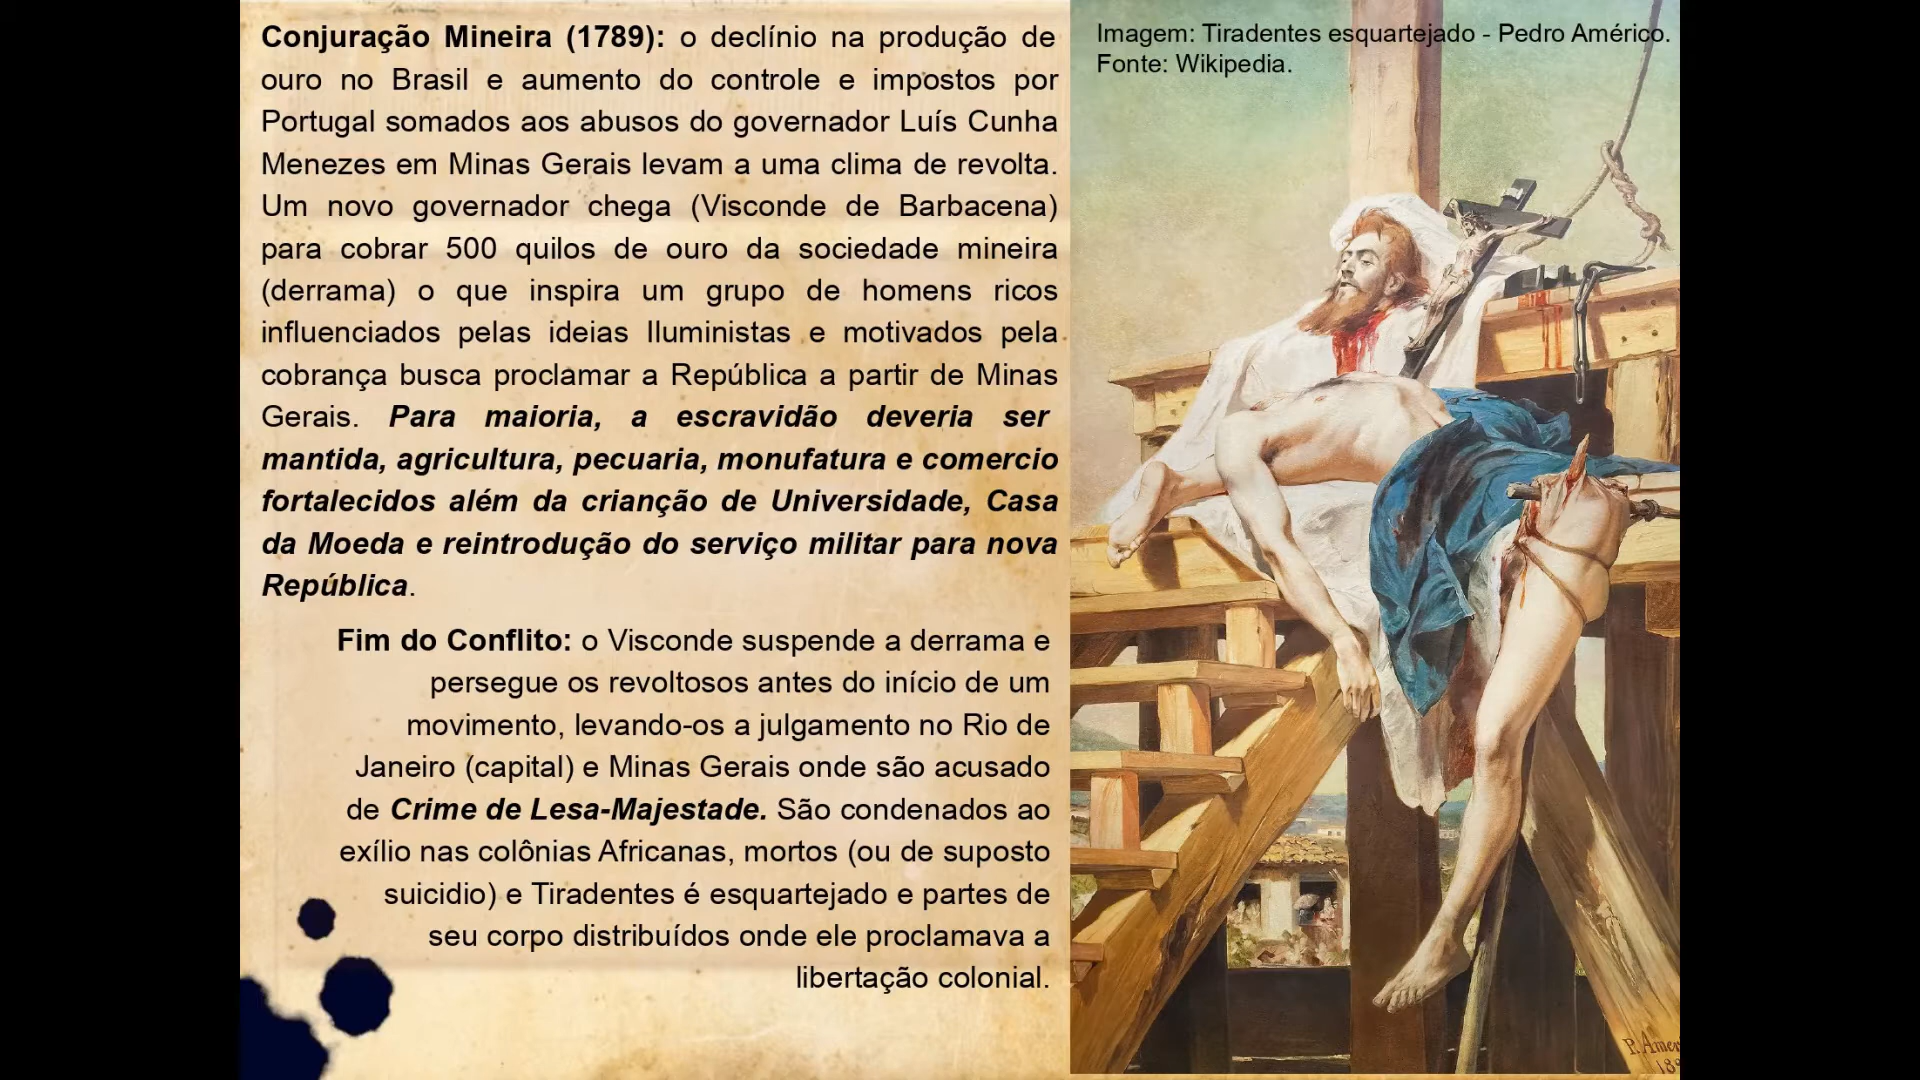 Conjuração Mineira (1789): o declínio na produção de
ouro no Brasil e aumento do controle e impostos por
Portugal somados aos abusos do governador Luís Cunha
Menezes em Minas Gerais levam a uma clima de revolta.
Um novo governador chega (Visconde de Barbacena)
para cobrar 500 quilos de ouro da sociedade mineira
(derrama) o que inspira um grupo de homens ricos
influenciados pelas ideias Iluministas e motivados pela
cobrança busca proclamar a República a partir de Minas
Gerais. Para maioria, a escravidão deveria ser
mantida, agricultura, pecuaria, monufatura e comercio
fortalecidos além da criançāo de Universidade, Casa
da Moeda e reintrodução do serviço militar para nova
República.
Fim do Conflito: o Visconde suspende a derrama e
persegue os revoltosos antes do início de um
movimento, levando-os a julgamento no Rio de
Janeiro (capital) e Minas Gerais onde são acusado
de Crime de Lesa-Majestade. São condenados ao
exílio nas colônias Africanas, mortos (ou de suposto
suicidio) e Tiradentes é esquartejado e partes de
seu corpo distribuídos onde ele proclamava a
libertação colonial.
Imagem: Tiradentes esquartejado - Pedro Américo.
Fonte: Wikipedia.